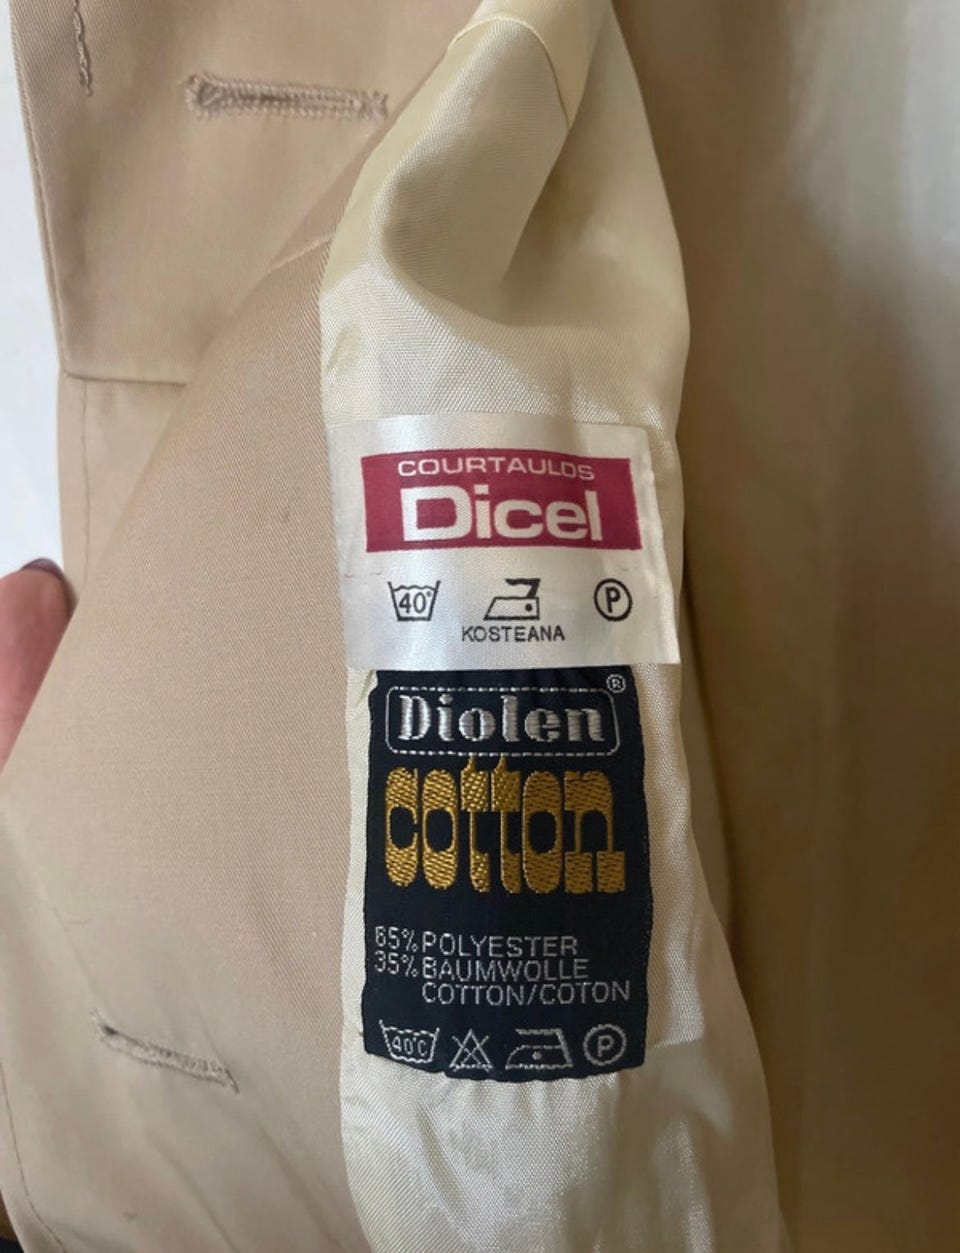 COURTAULDS
Dicel
40° P
KOSTEANA
Diolen®
cotton
65% POLYESTER
35% BAUMWOLLE
COTTON/COTON
40°C P